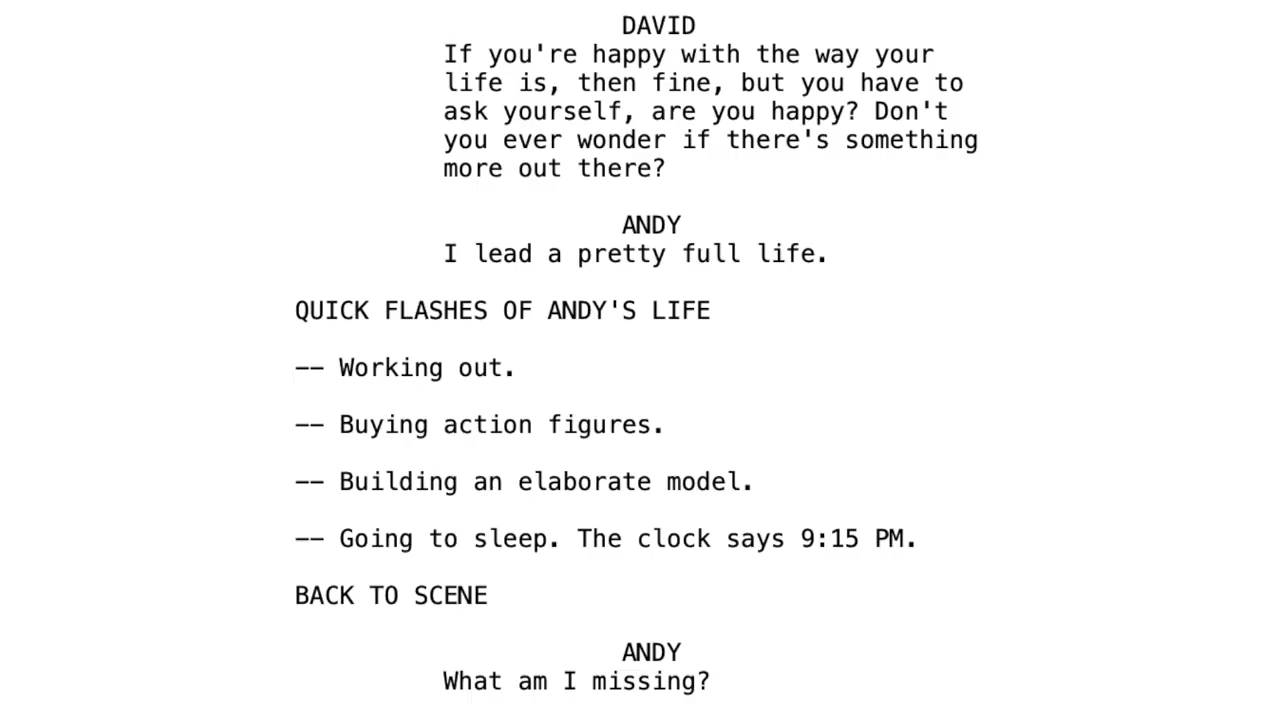 DAVID
If you're happy with the way your
life is, then fine, but you have to
ask yourself, are you happy? Don't
you ever wonder if there's something
more out there?
ANDY
I lead a pretty full life.
QUICK FLASHES OF ANDY'S LIFE
-- Working out.
-- Buying action figures.
-- Building an elaborate model.
-- Going to sleep. The clock says 9:15 PM.
BACK TO SCENE
ANDY
What am I missing?